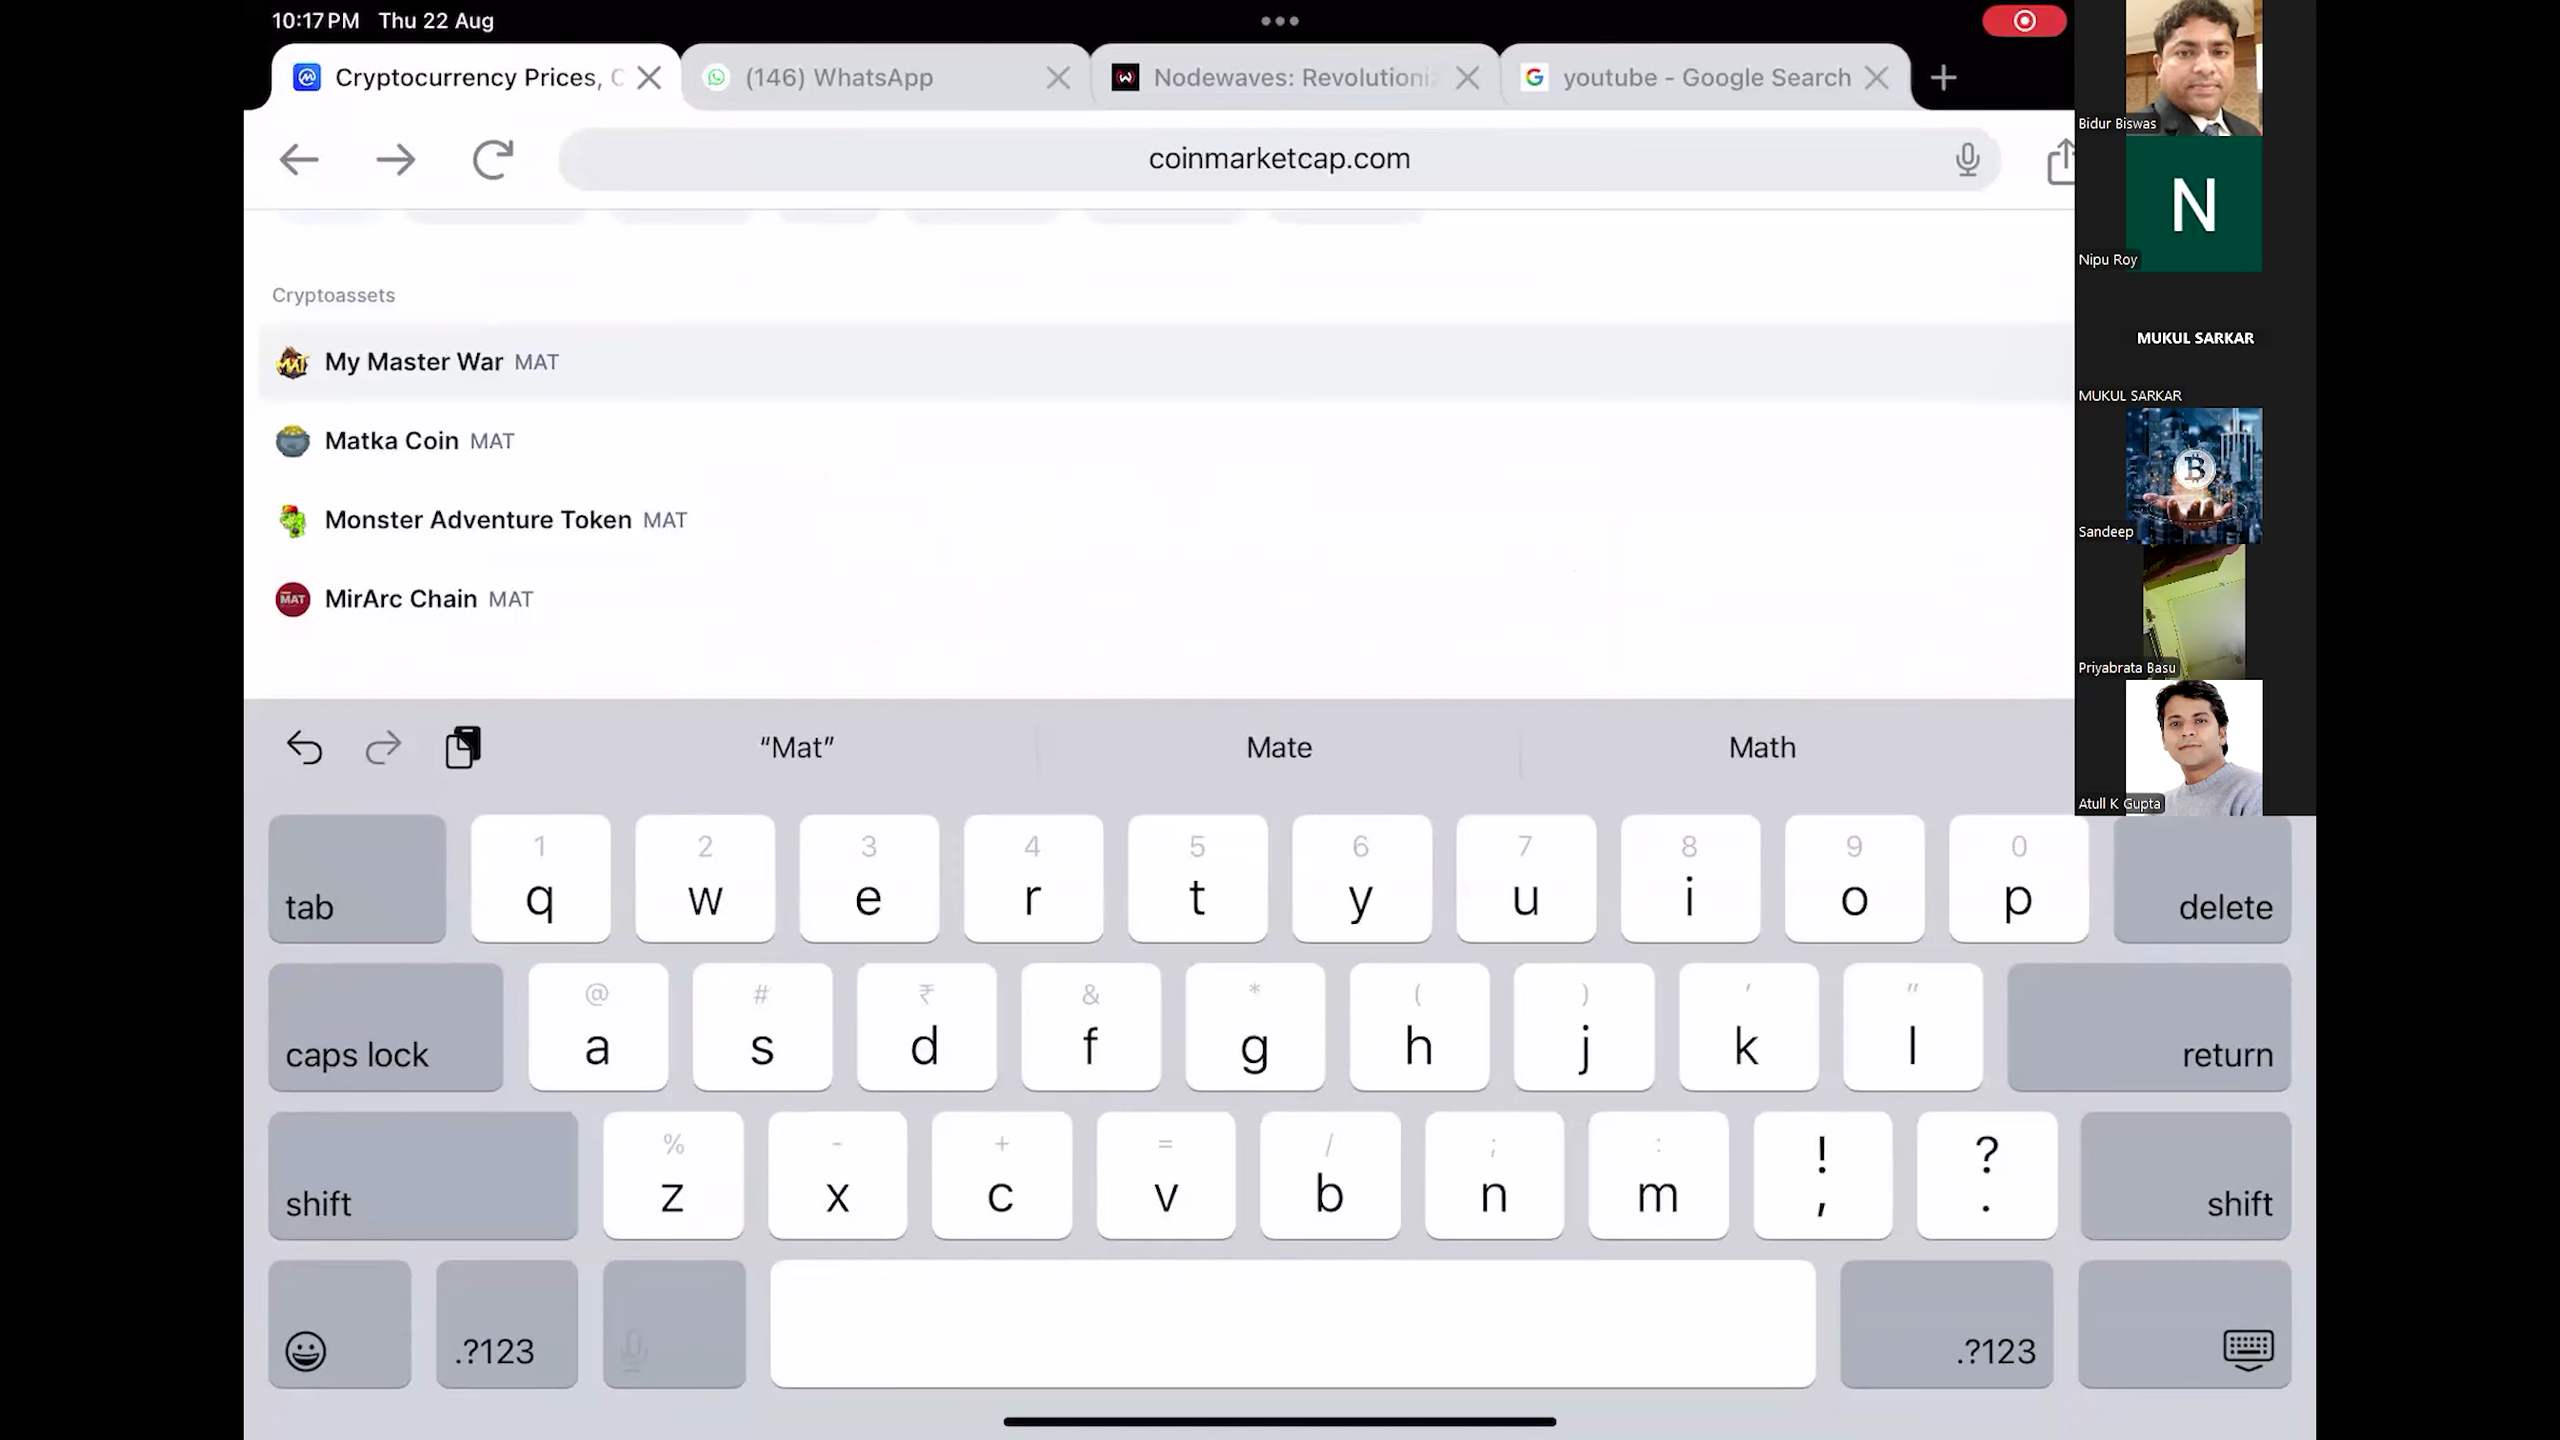 10:17 PM Thu 22 Aug
Cryptocurrency Prices, C
(146) WhatsApp
Nodewaves: Revolutioni
youtube - Google Search
coinmarketcap.com
Cryptoassets
My Master War MAT
Matka Coin MAT
Monster Adventure Token MAT
MirArc Chain MAT
Bidur Biswas
N
Nipu Roy
MUKUL SARKAR
MUKUL SARKAR
Sandeep
Priyabrata Basu
Atull K Gupta
“Mat” Mate Math
1 2 3 4 5 6 7 8 9 0
tab q w e r t y u i o p delete
@ # ₹ & * ( ) ' "
caps lock a s d f g h j k l return
% - + = / ; : ! ?
shift z x c v b n m , . shift
.?123 .?123